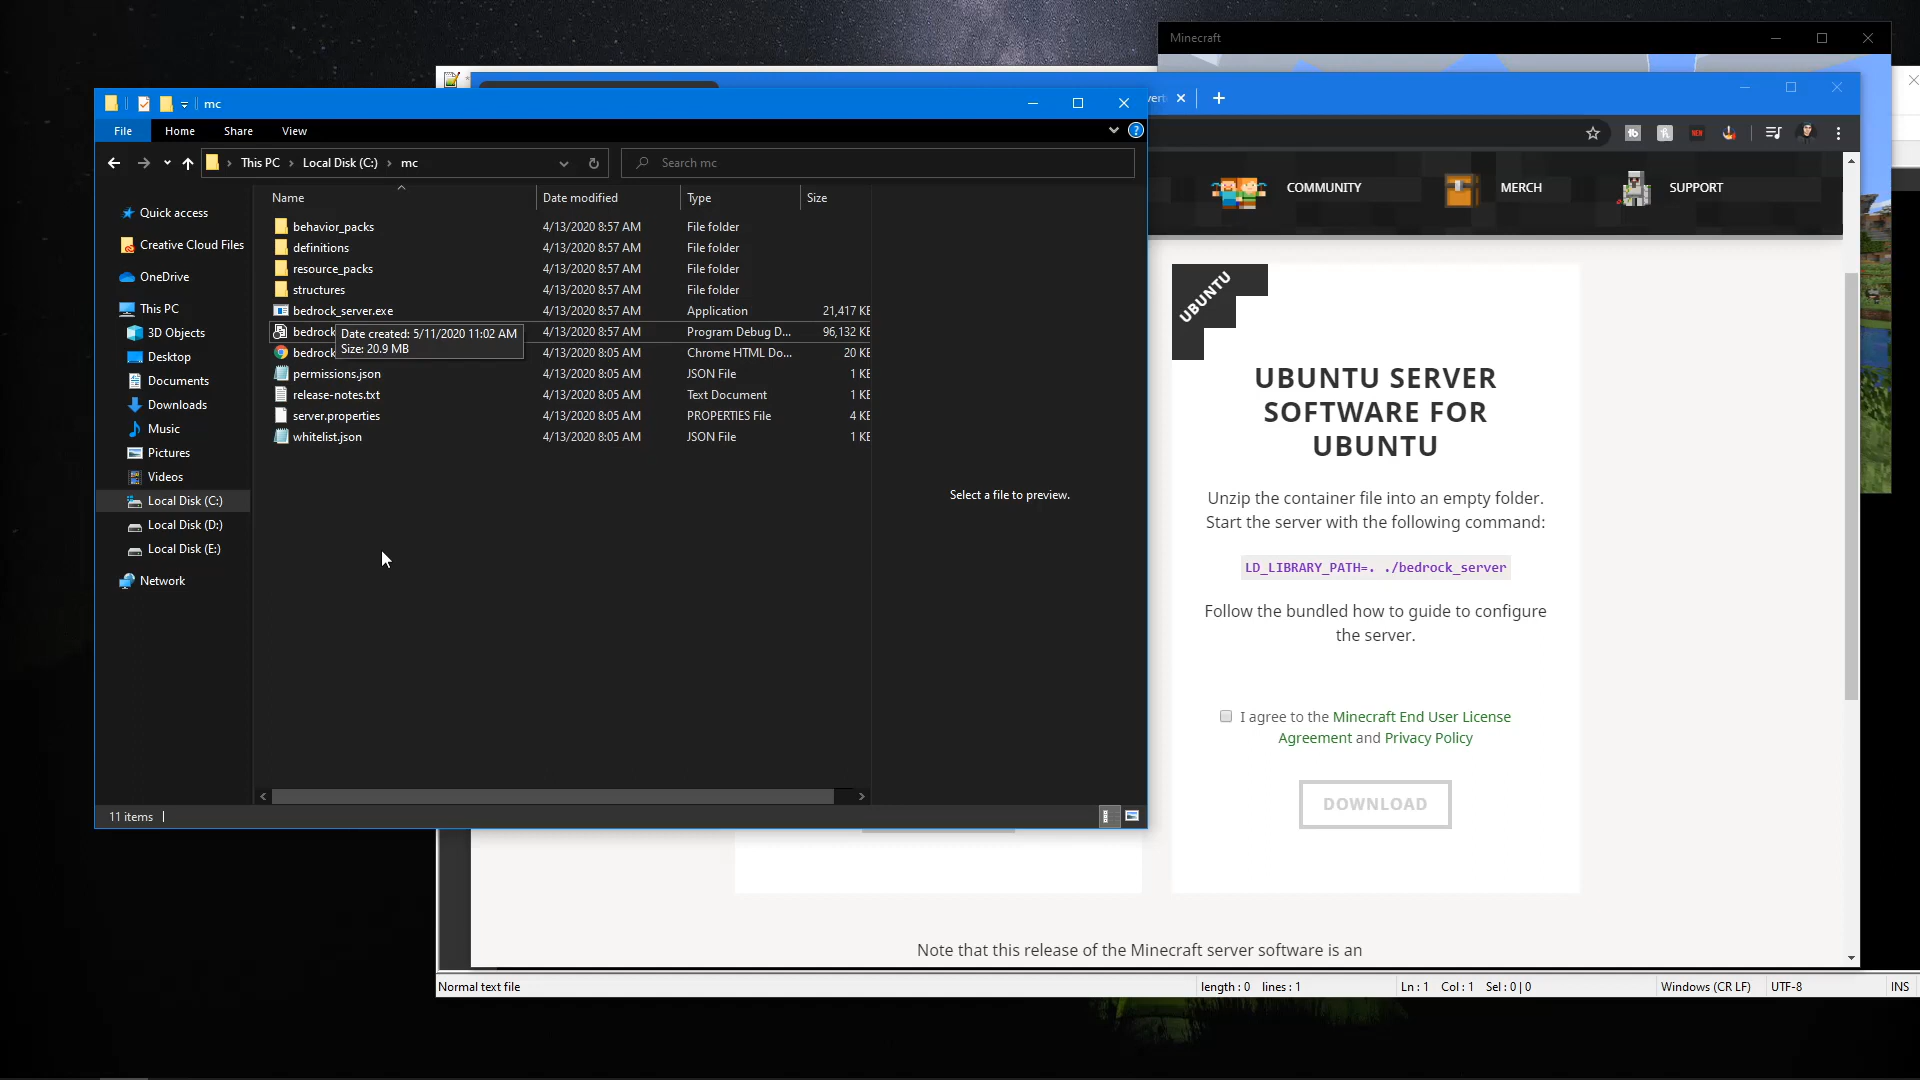 Minecraft
mc
File
Home
Share
View
This PC
Local Disk (C:)
mc
Search mc
Name
Date modified
Type
Size
Quick access
Creative Cloud Files
OneDrive
This PC
3D Objects
Desktop
Documents
Downloads
Music
Pictures
Videos
Local Disk (C:)
Local Disk (D:)
Local Disk (E:)
Network
behavior_packs 4/13/2020 8:57 AM File folder
definitions 4/13/2020 8:57 AM File folder
resource_packs 4/13/2020 8:57 AM File folder
structures 4/13/2020 8:57 AM File folder
bedrock_server.exe 4/13/2020 8:57 AM Application 21,417 KB
bedrock 4/13/2020 8:57 AM Program Debug D... 96,132 KB
bedrock 4/13/2020 8:05 AM Chrome HTML Do... 20 KB
permissions.json 4/13/2020 8:05 AM JSON File 1 KB
release-notes.txt 4/13/2020 8:05 AM Text Document 1 KB
server.properties 4/13/2020 8:05 AM PROPERTIES File 4 KB
whitelist.json 4/13/2020 8:05 AM JSON File 1 KB
Date created: 5/11/2020 11:02 AM
Size: 20.9 MB
Select a file to preview.
11 items
NEW
COMMUNITY
MERCH
SUPPORT
UBUNTU
UBUNTU SERVER
SOFTWARE FOR
UBUNTU
Unzip the container file into an empty folder.
Start the server with the following command:
LD_LIBRARY_PATH=. ./bedrock_server
Follow the bundled how to guide to configure
the server.
I agree to the Minecraft End User License
Agreement and Privacy Policy
DOWNLOAD
Note that this release of the Minecraft server software is an
Normal text file
length : 0 lines : 1
Ln : 1 Col : 1 Sel : 0 | 0
Windows (CR LF)
UTF-8
INS